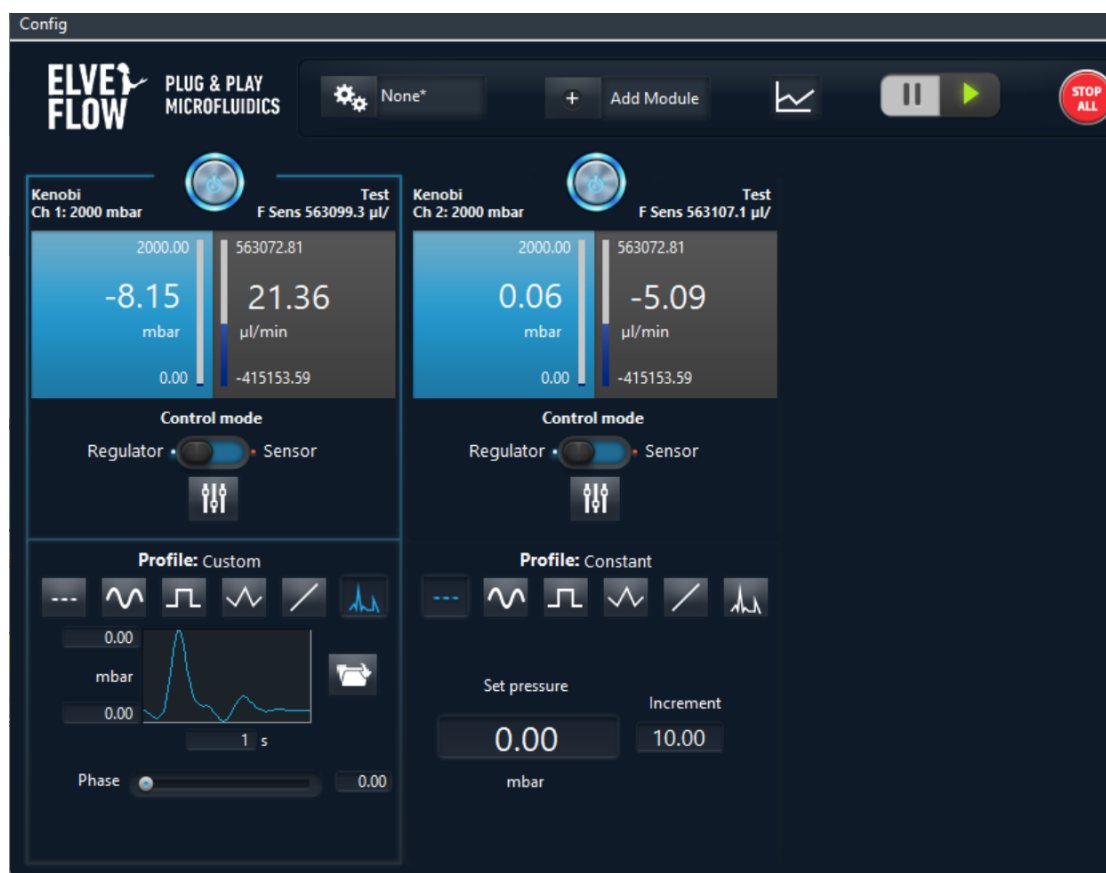 Config
ELVE
FLOW
PLUG & PLAY
MICROFLUIDICS
None*
+ Add Module
STOP
ALL
Kenobi
Ch 1: 2000 mbar
Test
F Sens 563099.3 µl/
2000.00
563072.81
-8.15
21.36
mbar
µl/min
0.00
-415153.59
Control mode
Regulator
Sensor
Profile: Custom
0.00
mbar
0.00
1 s
Phase
0.00
Kenobi
Ch 2: 2000 mbar
Test
F Sens 563107.1 µl/
2000.00
563072.81
0.06
-5.09
mbar
µl/min
0.00
-415153.59
Control mode
Regulator
Sensor
Profile: Constant
Set pressure
Increment
0.00
10.00
mbar